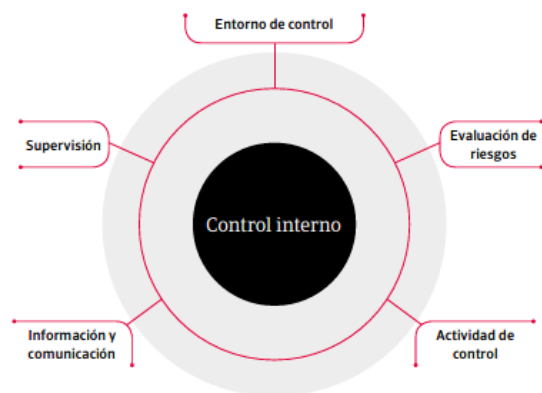 Entorno de control
Supervisión
Evaluación de
riesgos
Control interno
Información y
comunicación
Actividad de
control